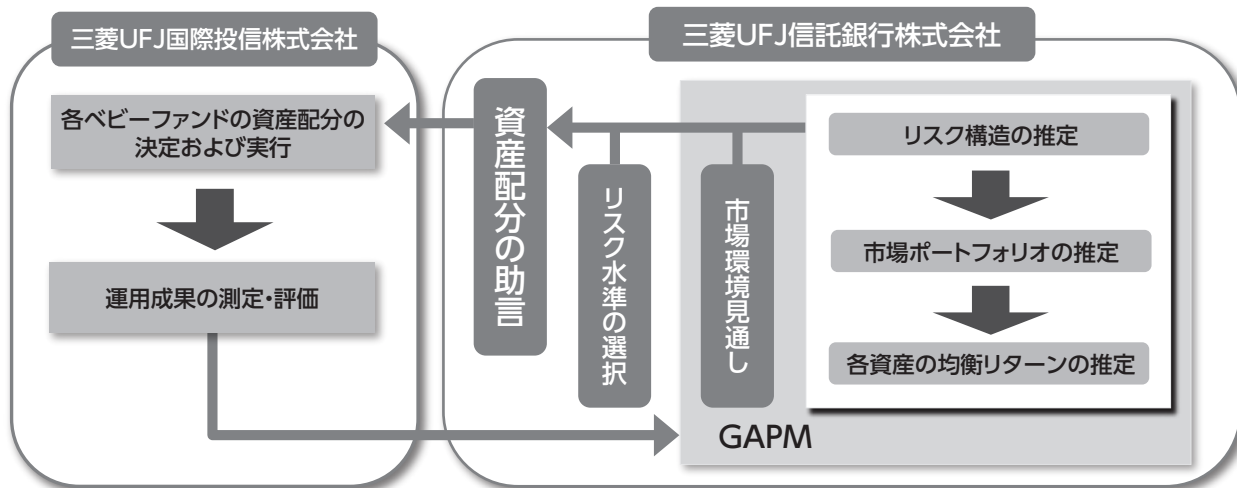 三菱UFJ国際投信株式会社
各ベビーファンドの資産配分の
決定および実行
運用成果の測定・評価
三菱UFJ信託銀行株式会社
資産配分の助言
リスク水準の選択
市場環境見通し
リスク構造の推定
市場ポートフォリオの推定
各資産の均衡リターンの推定
GAPM